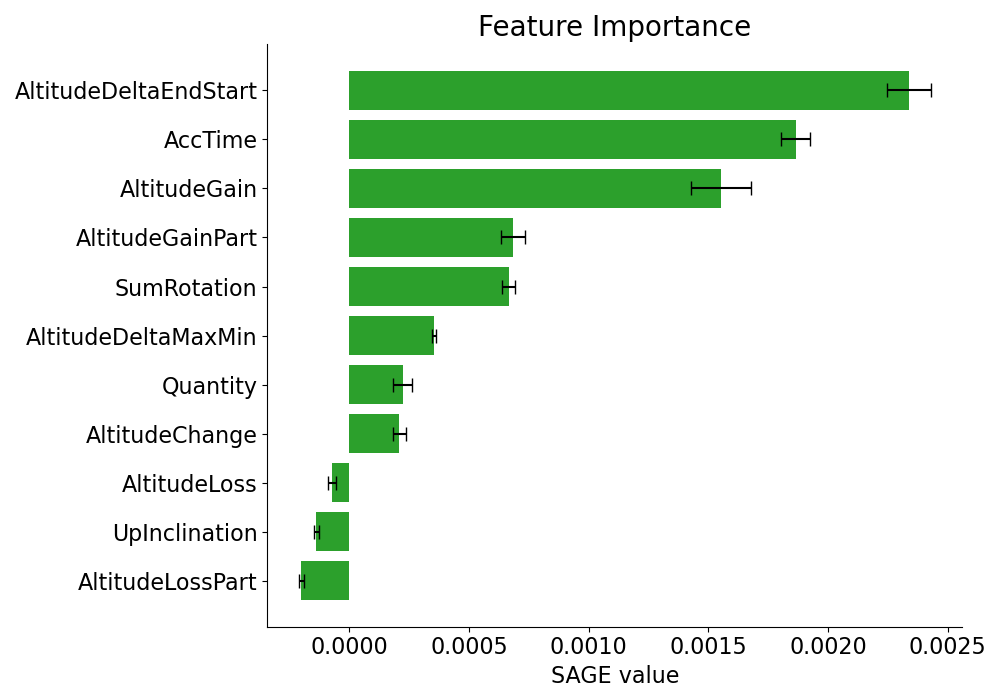 Feature Importance
AltitudeDeltaEndStart
AccTime
AltitudeGain
AltitudeGainPart
SumRotation
AltitudeDeltaMaxMin
Quantity
AltitudeChange
AltitudeLoss
UpInclination
AltitudeLossPart
0.0000 0.0005 0.0010 0.0015 0.0020 0.0025
SAGE value